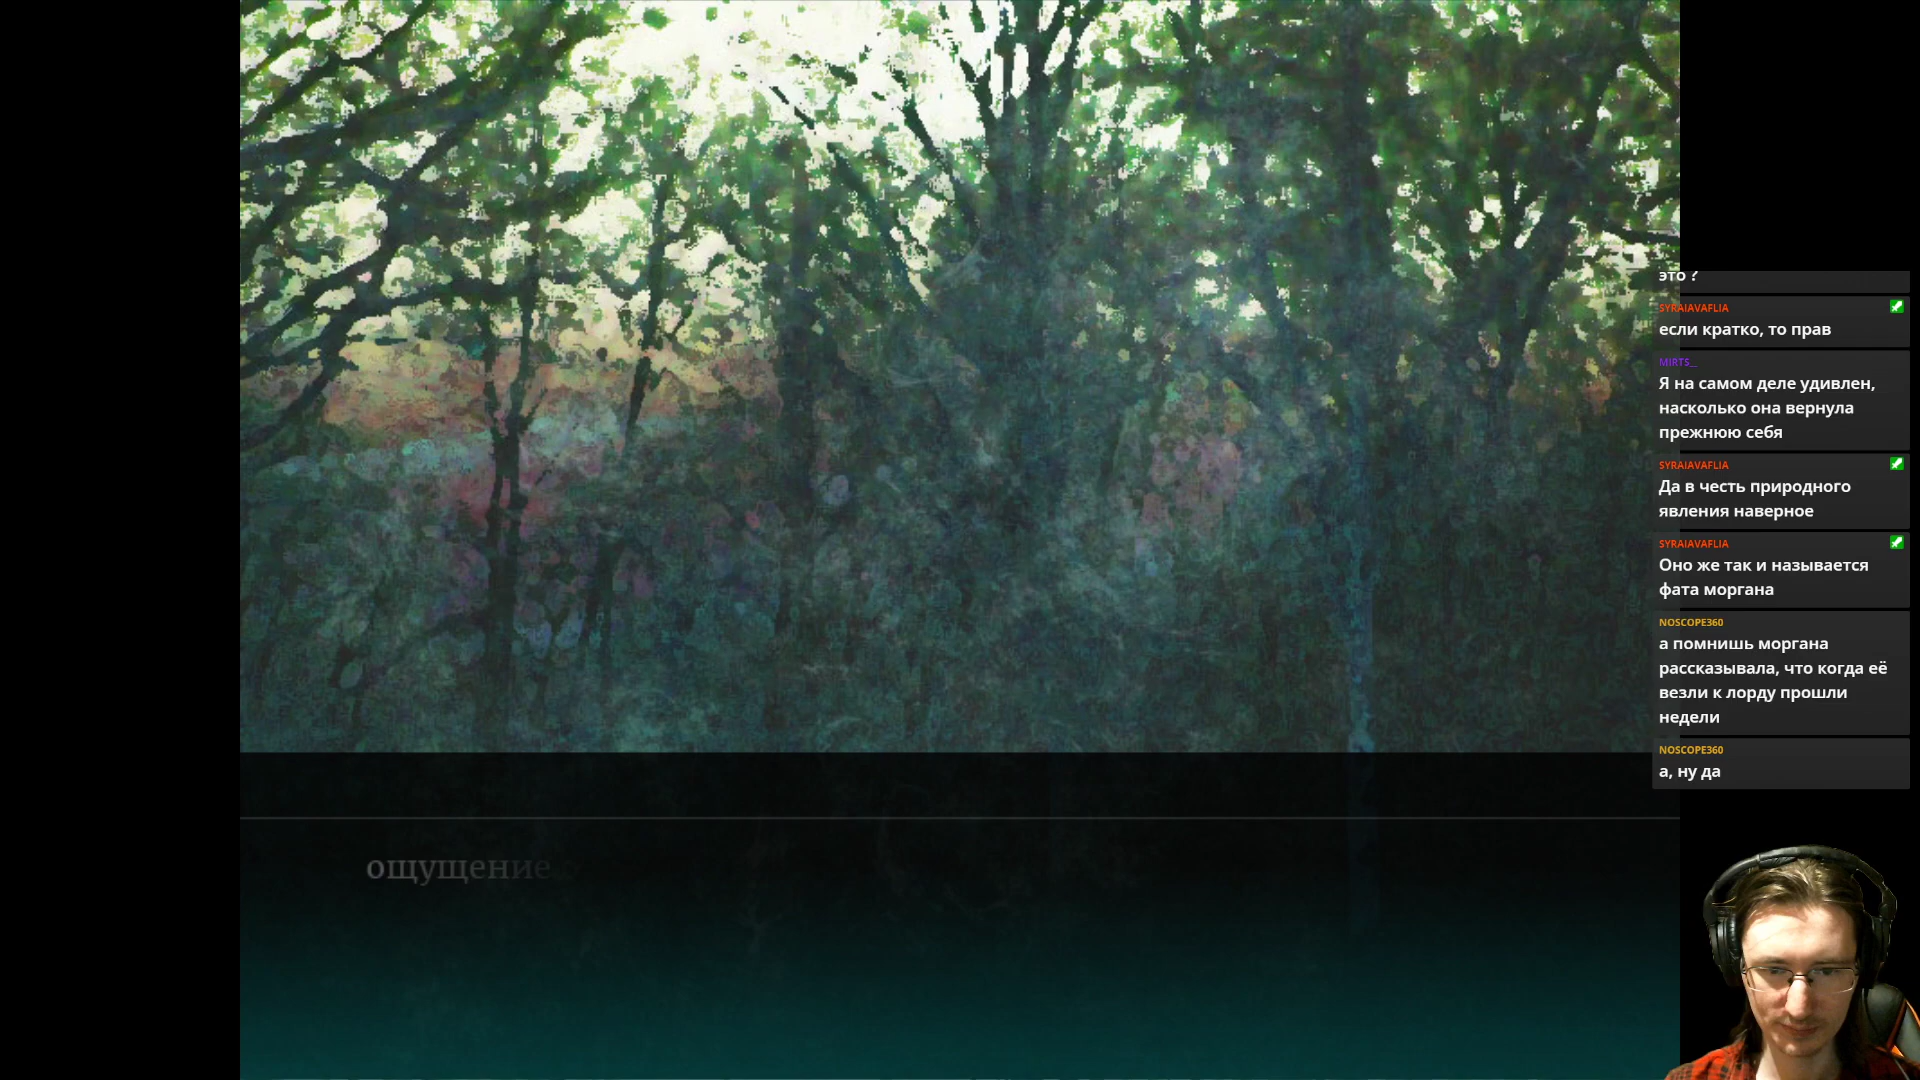 это ?
SYRAIAVAFLIA
если кратко, то прав
MIRTS_
Я на самом деле удивлен,
насколько она вернула
прежнюю себя
SYRAIAVAFLIA
Да в честь природного
явления наверное
SYRAIAVAFLIA
Оно же так и называется
фата моргана
NOSCOPE360
а помнишь моргана
рассказывала, что когда её
везли к лорду прошли
недели
NOSCOPE360
а, ну да
ощущение